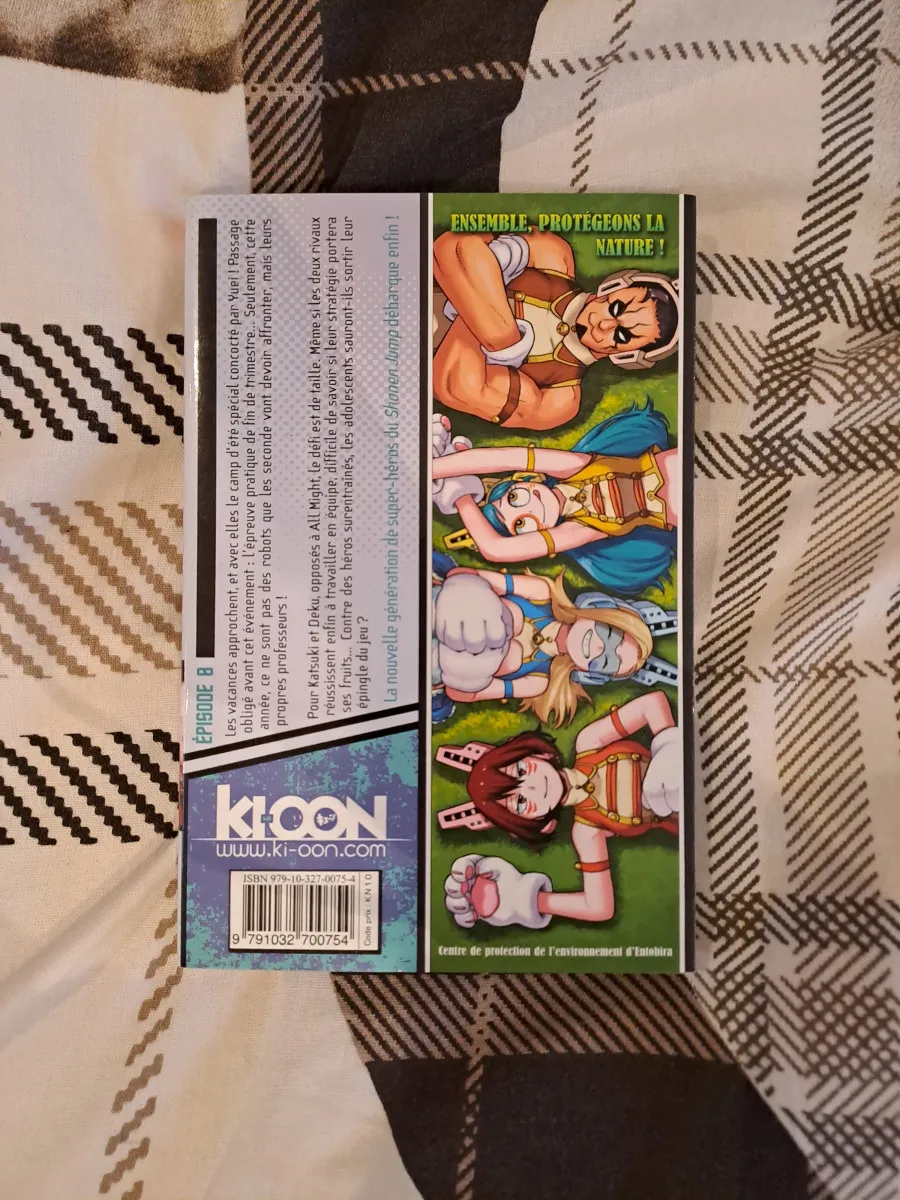 ÉPISODE 8
Les vacances approchent, et avec elles le camp d'été spécial concocté par Yuei ! Passage
obligé avant cet événement : l'épreuve pratique de fin de trimestre... Seulement, cette
année, ce ne sont pas des robots que les seconde vont devoir affronter, mais leurs
propres professeurs !
Pour Katsuki et Deku, opposés à All Might, le défi est de taille. Même si les deux rivaux
réussissent enfin à travailler en équipe, difficile de savoir si leur stratégie portera
ses fruits... Contre des héros surentraînés, les adolescents sauront-ils sortir leur
épingle du jeu ?
La nouvelle génération de super-héros du Shonen Jump débarque enfin !
KI-OON
www.ki-oon.com
ISBN 979-10-327-0075-4
9 791032 700754
Code prix : KN10
ENSEMBLE, PROTÉGEONS LA
NATURE !
Centre de protection de l'environnement d'Entobira